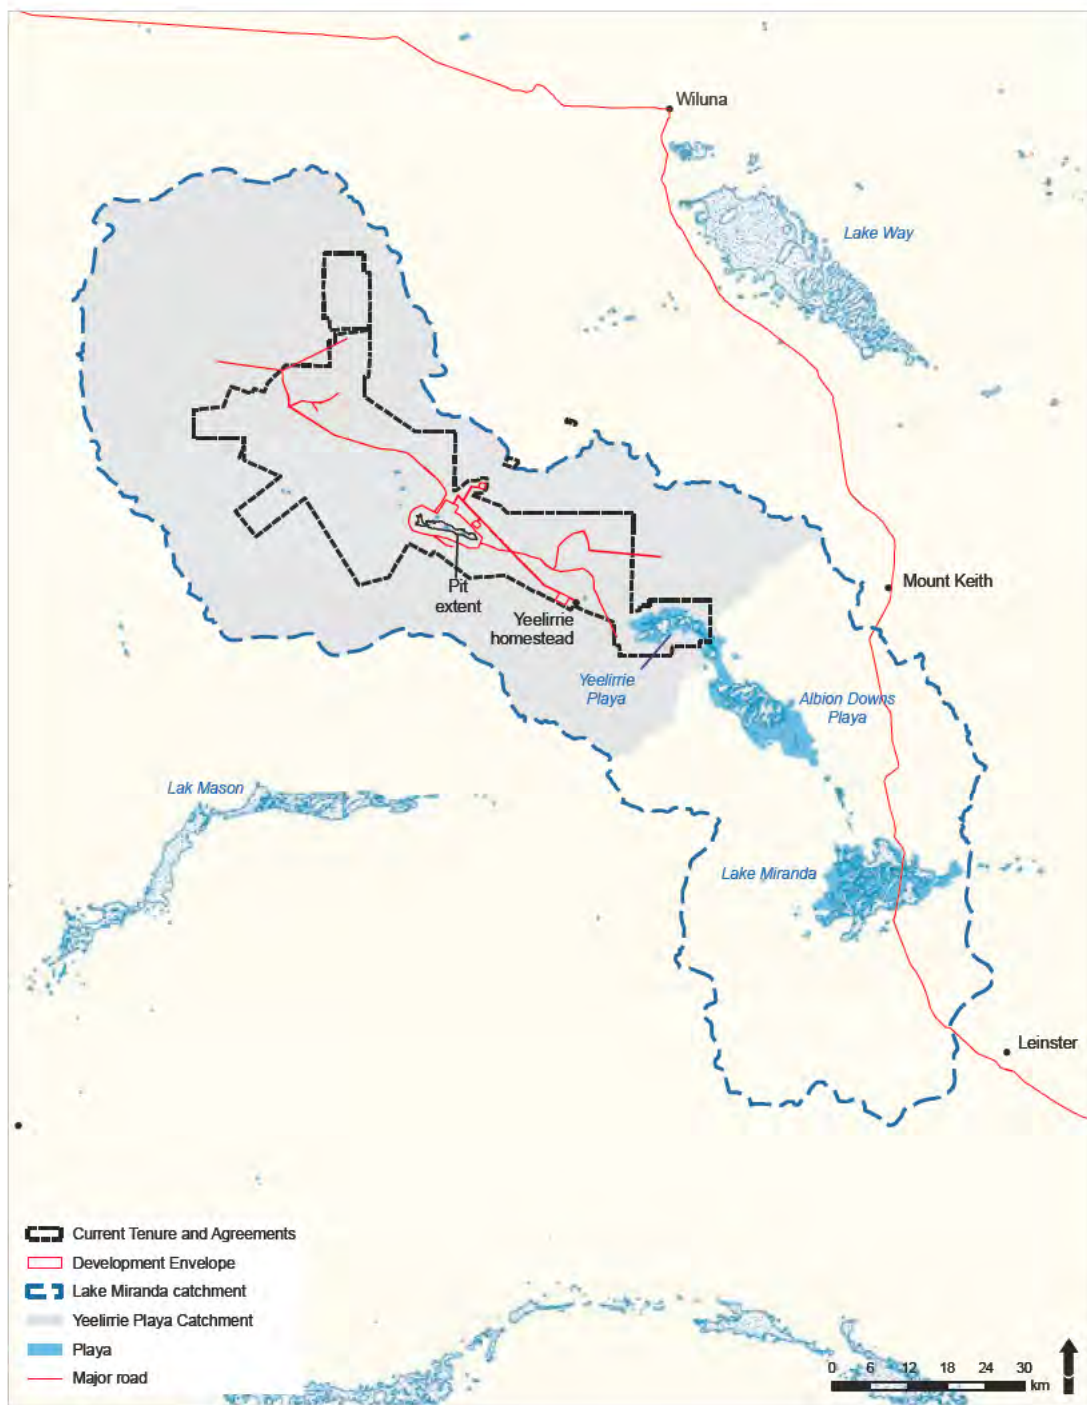 Wiluna
Lake Way
Mount Keith
Pit
extent
Yeelirrie
homestead
Yeelirrie
Playa
Albion Downs
Playa
Lak Mason
Lake Miranda
Leinster
Current Tenure and Agreements
Development Envelope
Lake Miranda catchment
Yeelirrie Playa Catchment
Playa
Major road
0 6 12 18 24 30
km